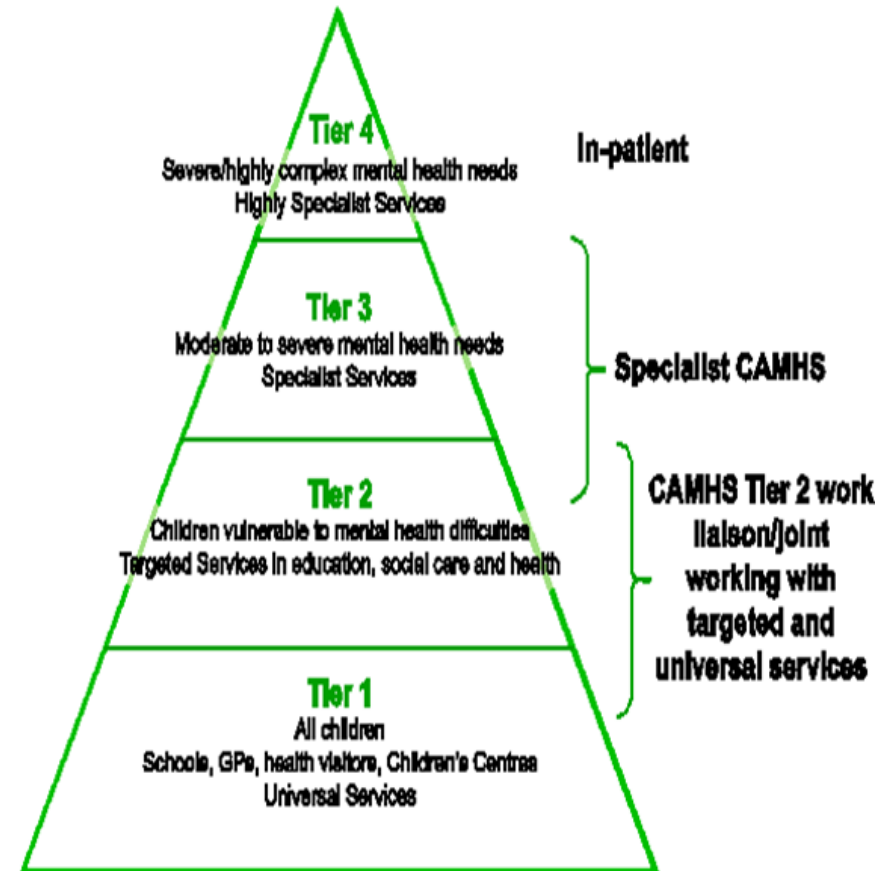 Tier 4
Severe/highly complex mental health needs
Highly Specialist Services
In-patient
Tier 3
Moderate to severe mental health needs
Specialist Services
Specialist CAMHS
Tier 2
Children vulnerable to mental health difficulties
Targeted Services in education, social care and health
CAMHS Tier 2 work
liaison/joint
working with
targeted and
universal services
Tier 1
All children
Schools, GPs, health visitors, Children's Centres
Universal Services